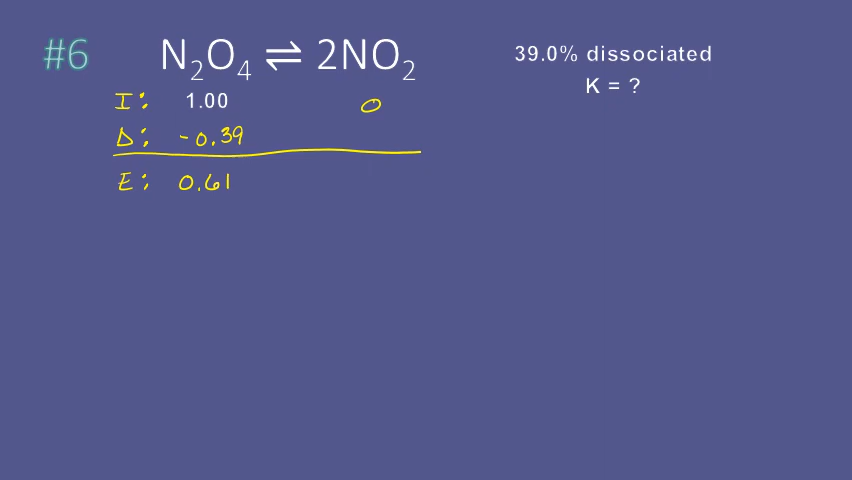 #6 N₂O₄ ⇌ 2NO₂ 39.0% dissociated
K = ?
I: 1.00 0
Δ: -0.39
E: 0.61